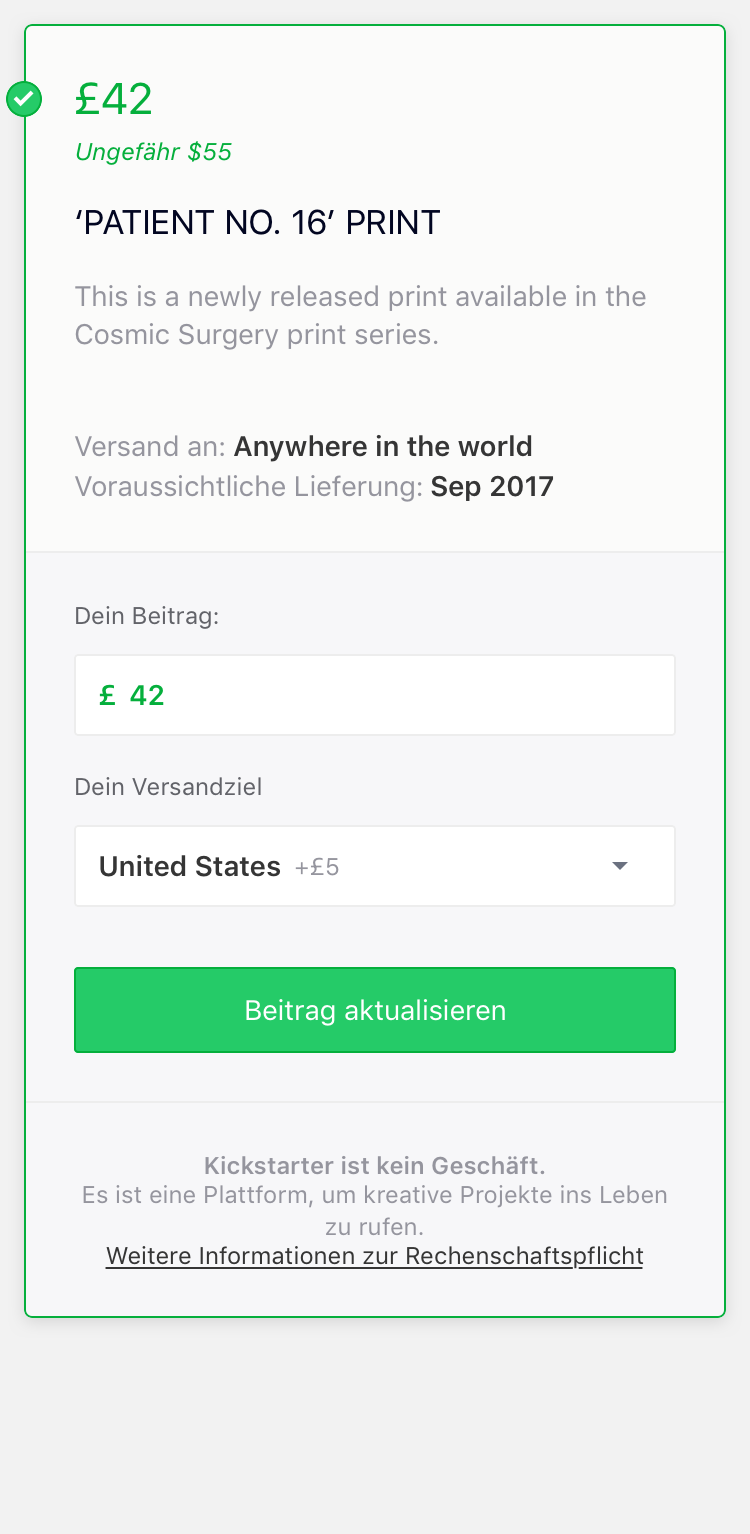 £42
Ungefähr $55
‘PATIENT NO. 16’ PRINT
This is a newly released print available in the
Cosmic Surgery print series.
Versand an: Anywhere in the world
Voraussichtliche Lieferung: Sep 2017
Dein Beitrag:
£ 42
Dein Versandziel
United States +£5
Beitrag aktualisieren
Kickstarter ist kein Geschäft.
Es ist eine Plattform, um kreative Projekte ins Leben
zu rufen.
Weitere Informationen zur Rechenschaftspflicht